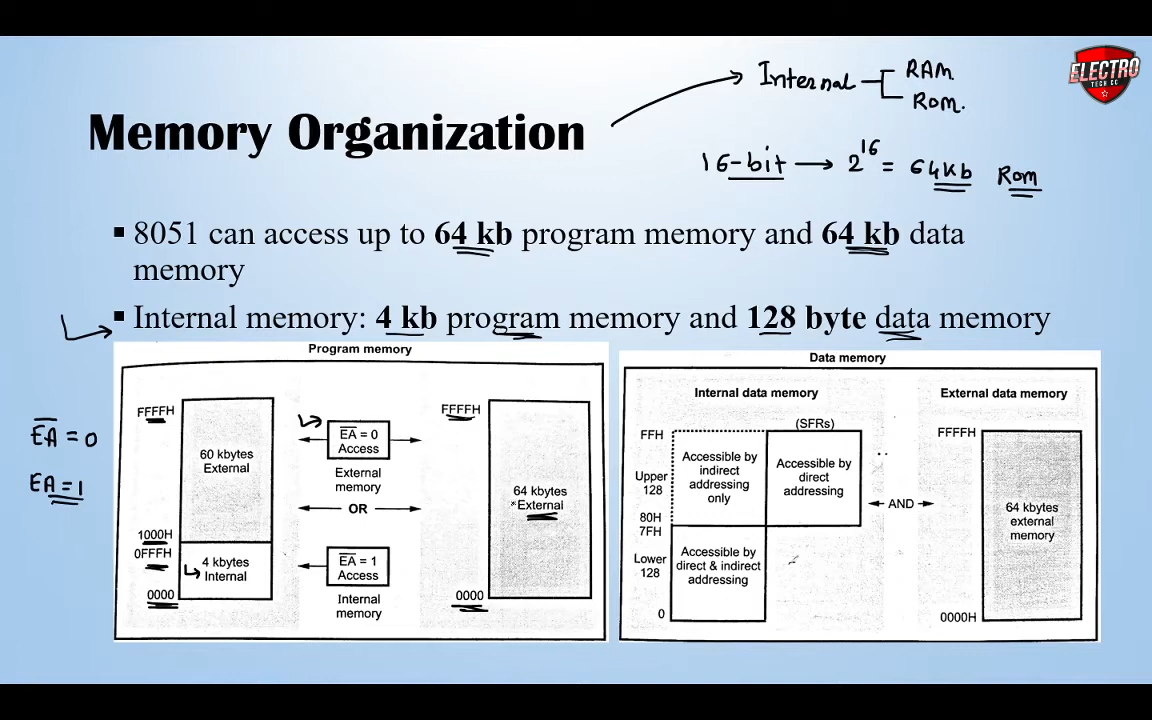 ELECTRO
TECH CC
Internal
RAM
Rom.
Memory Organization
16-bit → 2^16 = 64kb Rom
▪ 8051 can access up to 64 kb program memory and 64 kb data
memory
▪ Internal memory: 4 kb program memory and 128 byte data memory
Program memory
FFFFH
60 kbytes
External
1000H
0FFFH
4 kbytes
Internal
0000
EA = 0
Access
External
memory
OR
EA = 1
Access
Internal
memory
FFFFH
64 kbytes
*External
0000
EA = 0
EA = 1
Data memory
Internal data memory
(SFRs)
FFH
Upper
128
80H
7FH
Lower
128
0
Accessible by
indirect
addressing
only
Accessible by
direct
addressing
Accessible by
direct & indirect
addressing
AND
External data memory
FFFFH
64 kbytes
external
memory
0000H